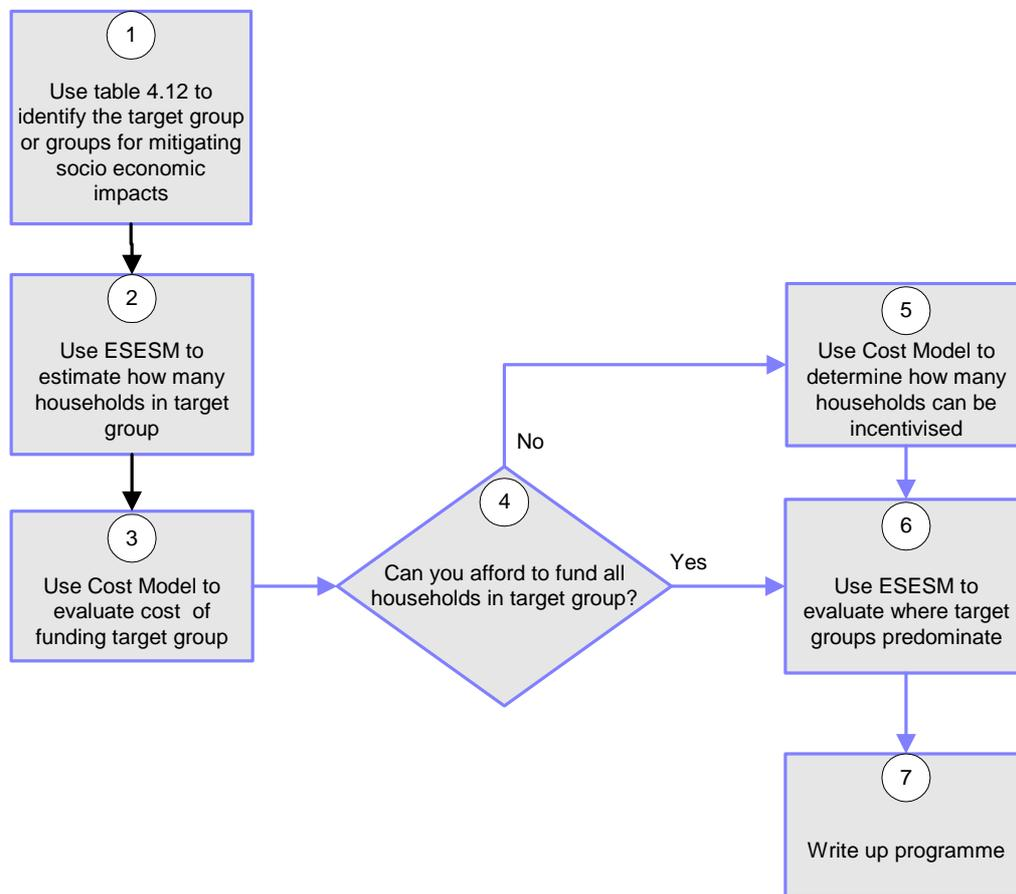 1
Use table 4.12 to
identify the target group
or groups for mitigating
socio economic
impacts
2
Use ESESM to
estimate how many
households in target
group
3
Use Cost Model to
evaluate cost of
funding target group
4
Can you afford to fund all
households in target group?
No
Yes
5
Use Cost Model to
determine how many
households can be
incentivised
6
Use ESESM to
evaluate where target
groups predominate
7
Write up programme